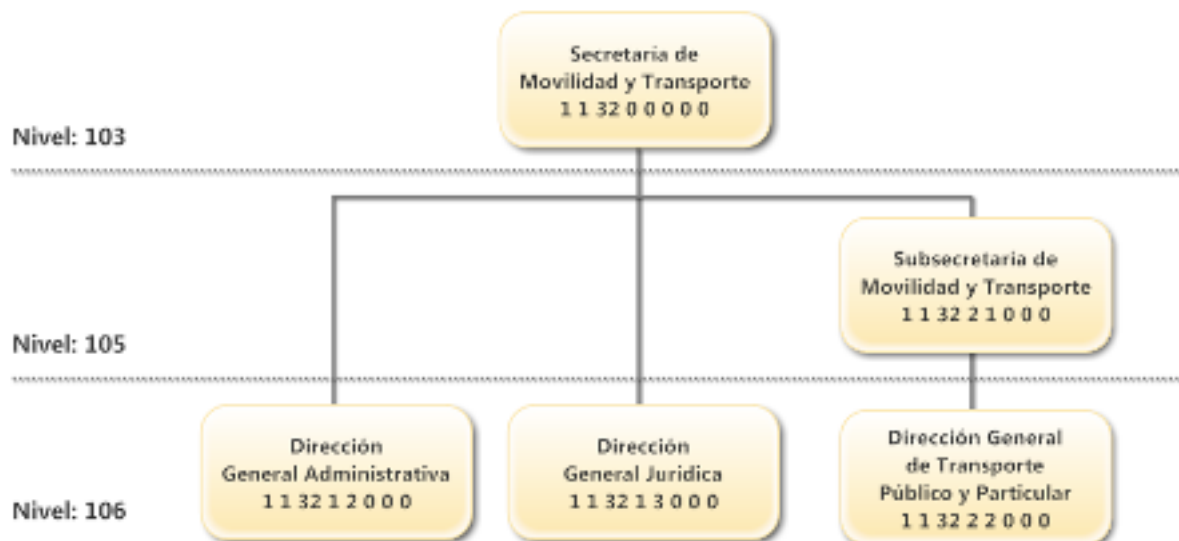 Secretaria de
Movilidad y Transporte
1 1 32 0 0 0 0 0
Nivel: 103
Subsecretaria de
Movilidad y Transporte
1 1 32 2 1 0 0 0
Nivel: 105
Dirección
General Administrativa
1 1 32 1 2 0 0 0
Dirección
General Juridica
1 1 32 1 3 0 0 0
Dirección General
de Transporte
Público y Particular
1 1 32 2 2 0 0 0
Nivel: 106